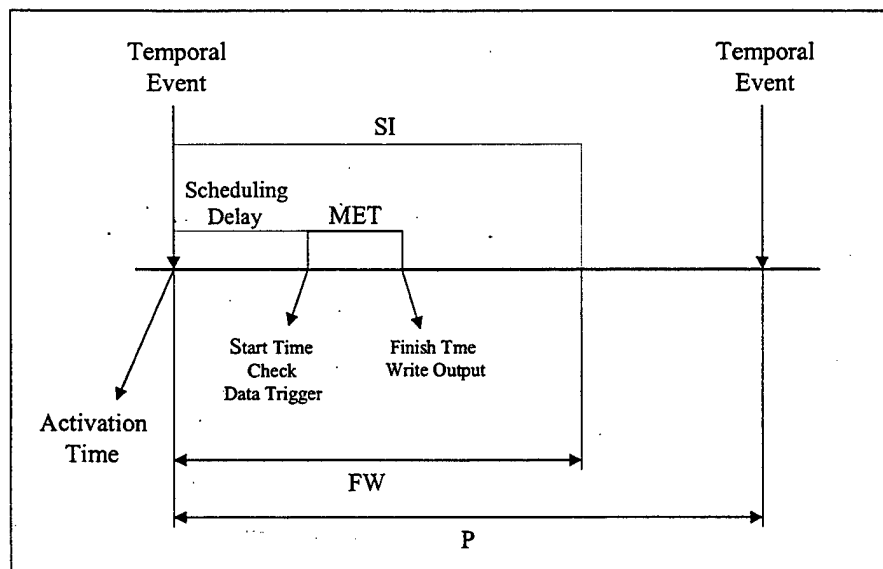 Temporal
Event
Temporal
Event
SI
Scheduling
Delay
MET
Start Time
Check
Data Trigger
Finish Tme
Write Output
Activation
Time
FW
P